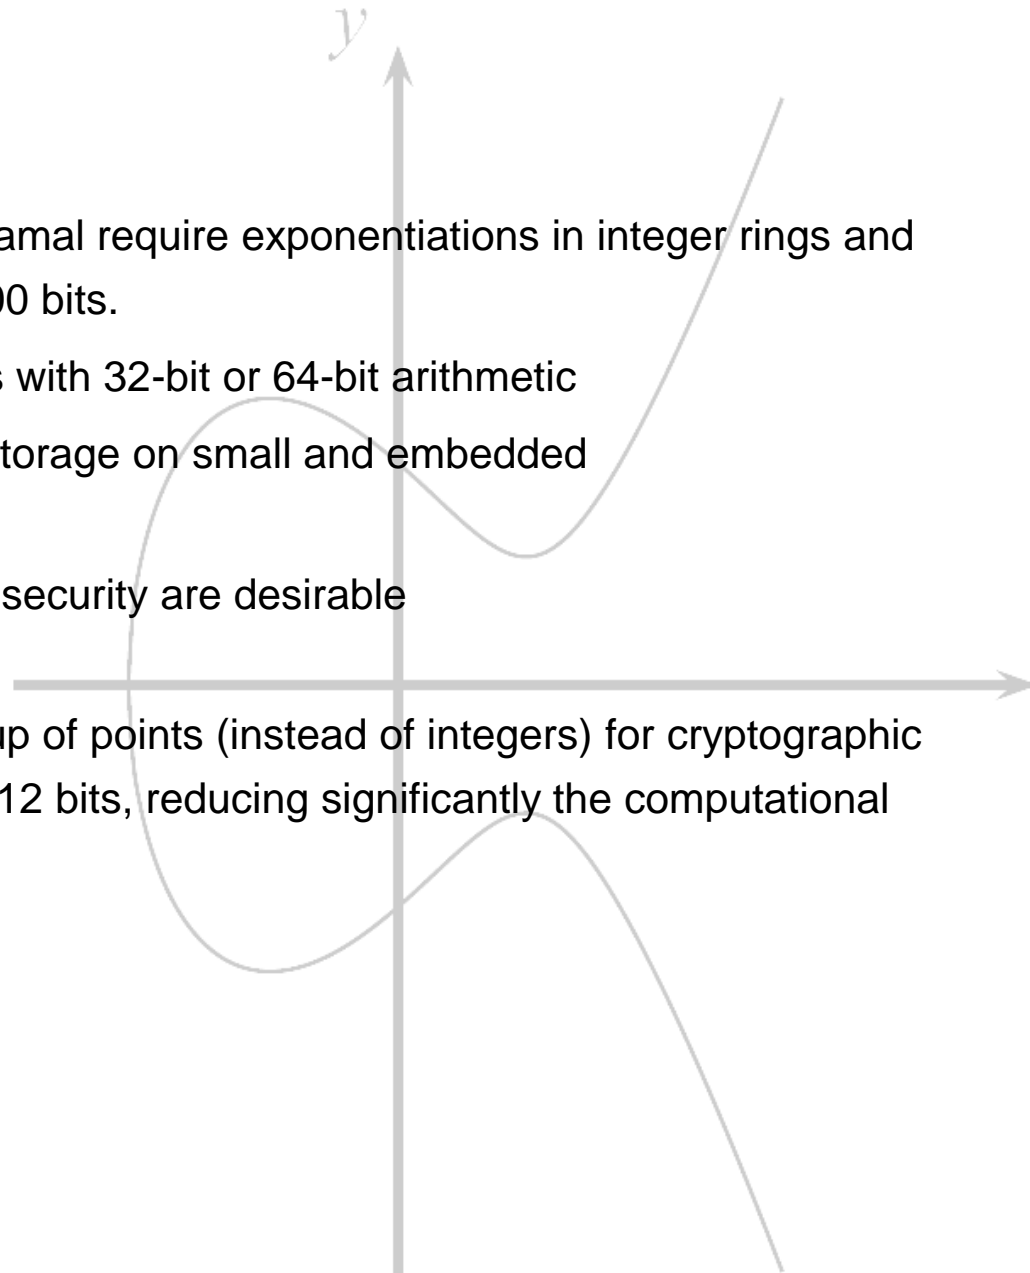 y
amal require exponentiations in integer rings and
00 bits.
s with 32-bit or 64-bit arithmetic
torage on small and embedded
security are desirable
up of points (instead of integers) for cryptographic
12 bits, reducing significantly the computational